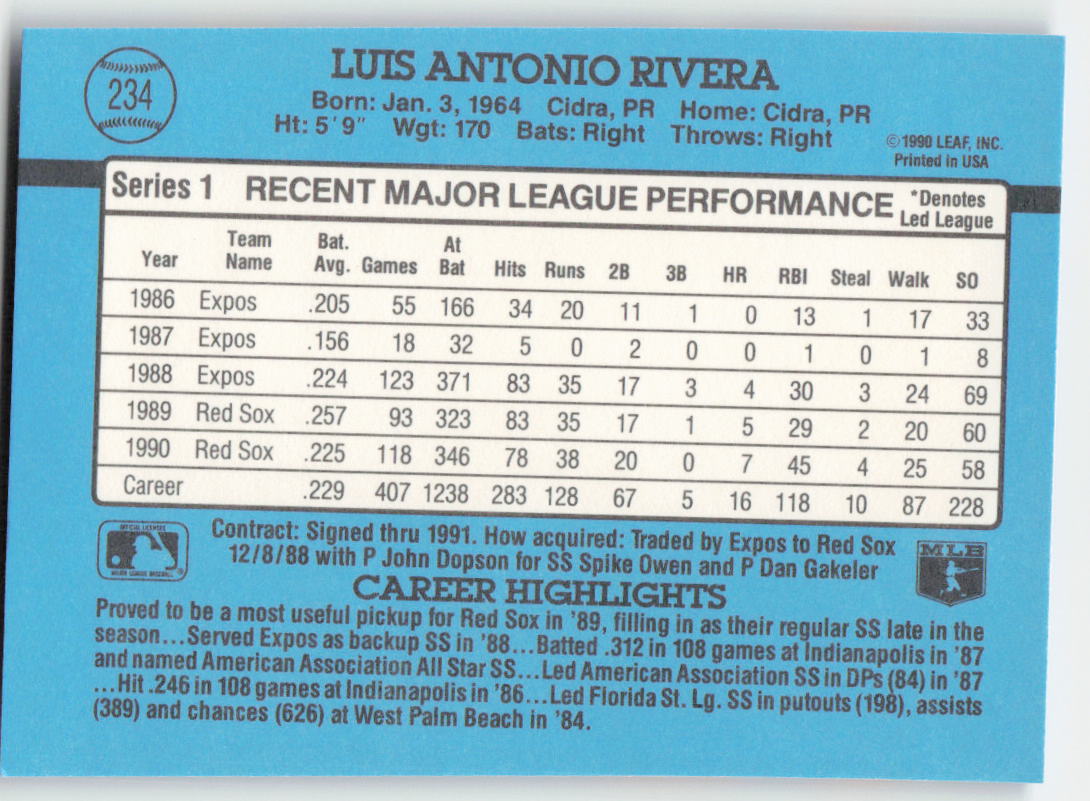 234
LUIS ANTONIO RIVERA
Born: Jan. 3, 1964 Cidra, PR Home: Cidra, PR
Ht: 5'9" Wgt: 170 Bats: Right Throws: Right
©1990 LEAF, INC.
Printed in USA
Series 1 RECENT MAJOR LEAGUE PERFORMANCE *Denotes
Led League
Year Team Name Bat. Avg. Games At Bat Hits Runs 2B 3B HR RBI Steal Walk SO
1986 Expos .205 55 166 34 20 11 1 0 13 1 17 33
1987 Expos .156 18 32 5 0 2 0 0 1 0 1 8
1988 Expos .224 123 371 83 35 17 3 4 30 3 24 69
1989 Red Sox .257 93 323 83 35 17 1 5 29 2 20 60
1990 Red Sox .225 118 346 78 38 20 0 7 45 4 25 58
Career .229 407 1238 283 128 67 5 16 118 10 87 228
OFFICIAL LICENSEE
MAJOR LEAGUE BASEBALL
Contract: Signed thru 1991. How acquired: Traded by Expos to Red Sox
12/8/88 with P John Dopson for SS Spike Owen and P Dan Gakeler
MLB
CAREER HIGHLIGHTS
Proved to be a most useful pickup for Red Sox in '89, filling in as their regular SS late in the
season...Served Expos as backup SS in '88...Batted .312 in 108 games at Indianapolis in '87
and named American Association All Star SS...Led American Association SS in DPs (84) in '87
...Hit .246 in 108 games at Indianapolis in '86...Led Florida St. Lg. SS in putouts (198), assists
(389) and chances (626) at West Palm Beach in '84.